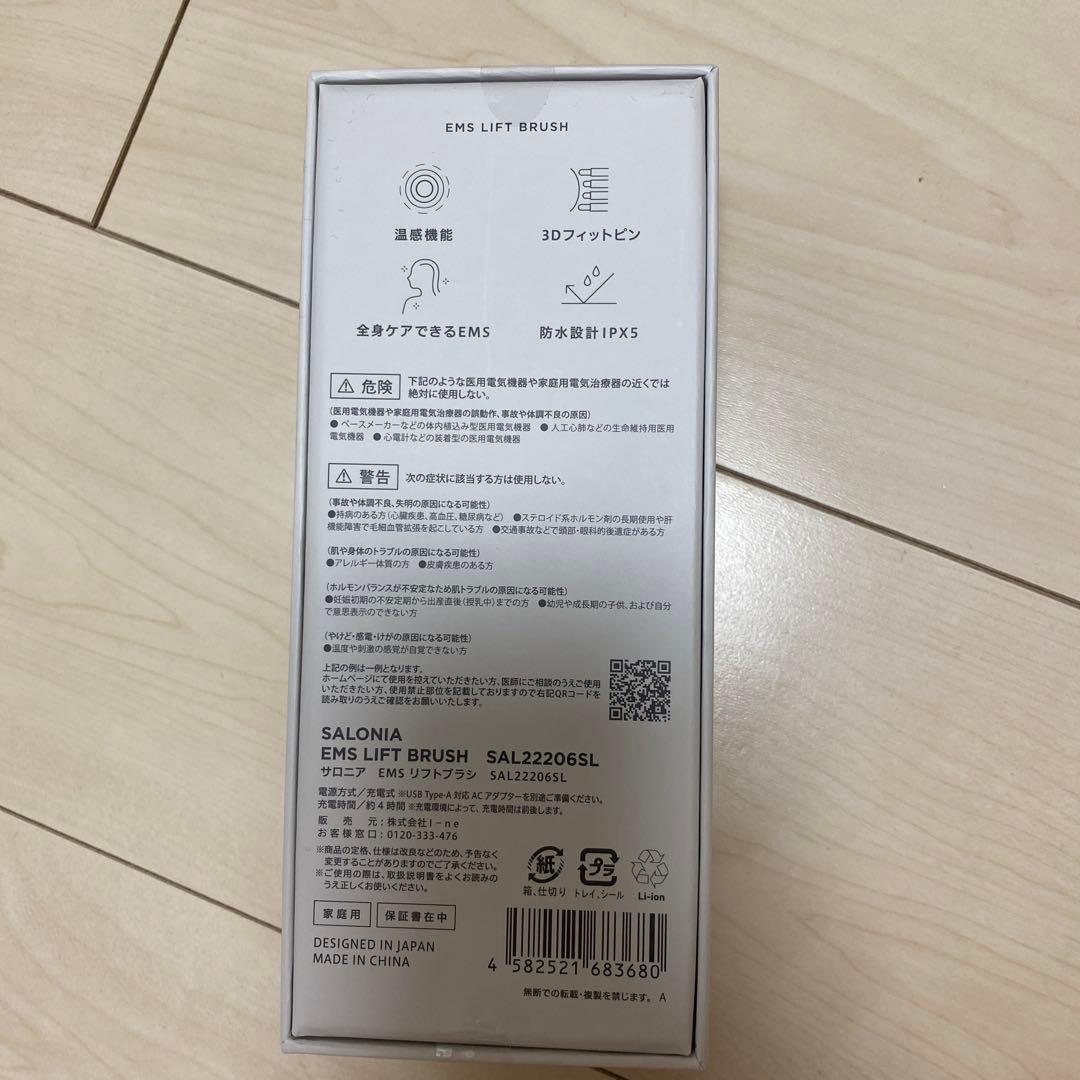 EMS LIFT BRUSH
温感機能
3Dフィットピン
全身ケアできるEMS
防水設計IPX5
⚠ 危険 下記のような医用電気機器や家庭用電気治療器の近くでは
絶対に使用しない。
(医用電気機器や家庭用電気治療器の誤動作、事故や体調不良の原因)
●ペースメーカーなどの体内植込み型医用電気機器 ●人工心肺などの生命維持用医用
電気機器 ●心電計などの装着型の医用電気機器
⚠ 警告 次の症状に該当する方は使用しない。
(事故や体調不良、失明の原因になる可能性)
●持病のある方(心臓疾患、高血圧、糖尿病など) ●ステロイド系ホルモン剤の長期使用や肝
機能障害で毛細血管拡張を起こしている方 ●交通事故などで頭部・眼科的後遺症がある方
(肌や身体のトラブルの原因になる可能性)
●アレルギー体質の方 ●皮膚疾患のある方
(ホルモンバランスが不安定なため肌トラブルの原因になる可能性)
●妊娠初期の不安定期から出産直後(授乳中)までの方 ●幼児や成長期の子供、および自分
で意思表示のできない方
(やけど・感電・けがの原因になる可能性)
●温度や刺激の感覚が自覚できない方
上記の例は一例となります。
ホームページにて使用を控えていただきたい方、医師にご相談のうえご使用
いただきたい方、使用禁止部位を記載しておりますので右記QRコードを
読み取りのうえご確認をお願いいたします。
SALONIA
EMS LIFT BRUSH SAL22206SL
サロニア EMS リフトブラシ SAL22206SL
電源方式/充電式 ※USB Type-A 対応 AC アダプターを別途ご準備ください。
充電時間/約4時間 ※充電環境によって、充電時間は前後します。
販売元:株式会社I-ne
お客様窓口:0120-333-476
※商品の定格、仕様は改良などのため、予告なく
変更することがありますのでご了承ください。
※ご使用の際は、取扱説明書をよくお読みの
うえ正しくお使いください。
紙
箱、仕切り
プラ
トレイ、シール
Li-ion
家庭用
保証書在中
DESIGNED IN JAPAN
MADE IN CHINA
4 582521 683680
無断での転載・複製を禁じます。 A